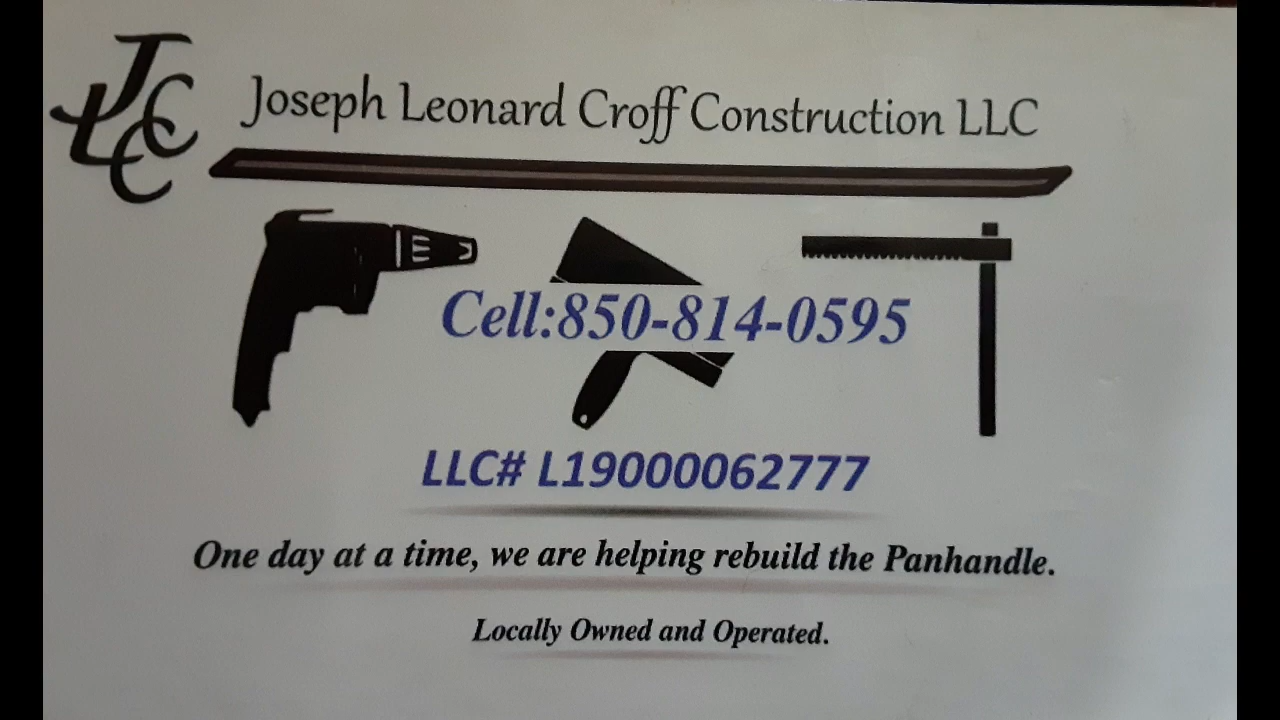 JLCC
Joseph Leonard Croff Construction LLC
Cell:850-814-0595
LLC# L19000062777
One day at a time, we are helping rebuild the Panhandle.
Locally Owned and Operated.